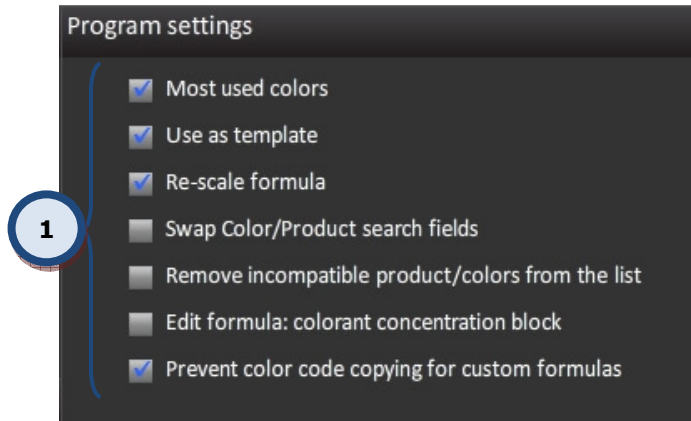 Program settings
Most used colors
Use as template
Re-scale formula
1
Swap Color/Product search fields
Remove incompatible product/colors from the list
Edit formula: colorant concentration block
Prevent color code copying for custom formulas